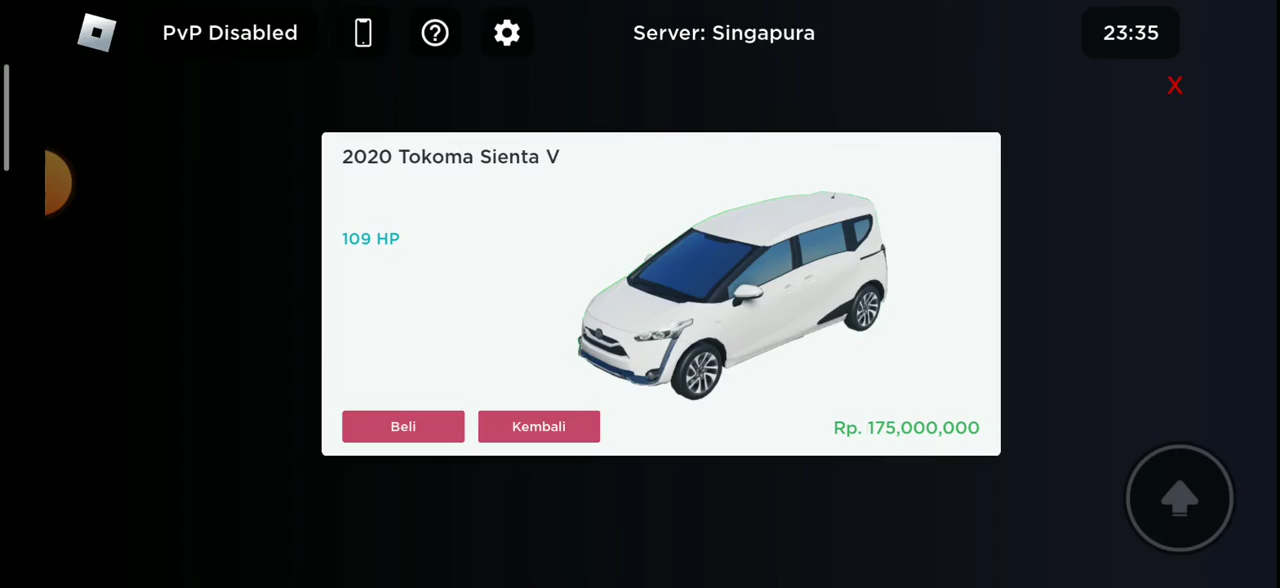 PvP Disabled
Server: Singapura
23:35
X
2020 Tokoma Sienta V
109 HP
Beli
Kembali
Rp. 175,000,000